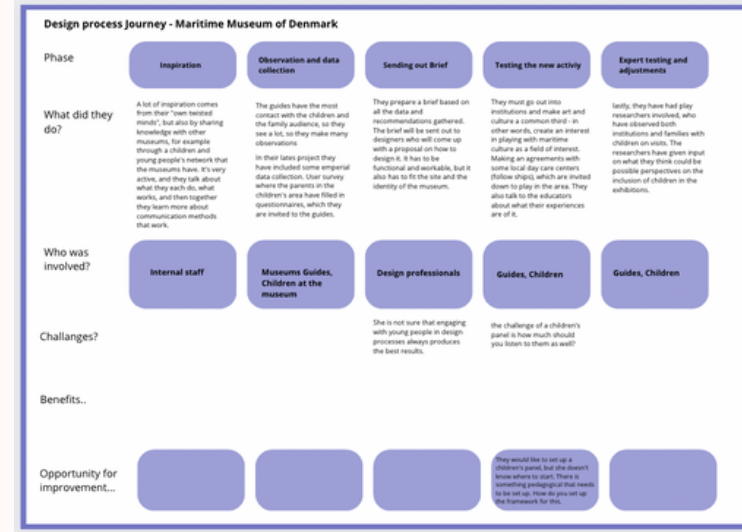 Design process Journey - Maritime Museum of Denmark
Phase
Inspiration
Observation and data
collection
Sending out Brief
Testing the new activiy
Expert testing and
adjustments
What did they
do?
A lot of inspiration comes
from their "own twisted
minds", but also by sharing
knowledge with other
museums, for example
through a children and
young people's network that
the museums have. It's very
active, and they talk about
what they each do, what
works, and then together
they learn more about
communication methods
that work.
The guides have the most
contact with the children and
the family audience, so they
see a lot, so they make many
observations
In their lates project they
have included some emperial
data collection. User survey
where the parents in the
children's area have filled in
questionnaires, which they
are invited to the guides.
They prepare a brief based on
all the data and
recommendations gathered.
The brief will be sent out to
designers who will come up
with a proposal on how to
design it. It has to be
functional and workable, but it
also has to fit the site and the
identity of the museum.
They must go out into
institutions and make art and
culture a common third - in
other words, create an interest
in playing with maritime
culture as a field of interest.
Making an agreements with
some local day care centers
(follow ships), which are invited
down to play in the area. They
also talk to the educators
about what their experiences
are of it.
lastly, they have had play
researchers involved, who
have observed both
institutions and families with
children on visits. The
researchers have given input
on what they think could be
possible perspectives on the
inclusion of children in the
exhibitions.
Who was
involved?
Internal staff
Museums Guides,
Children at the
museum
Design professionals
Guides, Children
Guides, Children
Challanges?
She is not sure that engaging
with young people in design
processes always produces
the best results.
the challenge of a children's
panel is how much should
you listen to them as well?
Benefits..
Opportunity for
improvement...
They would like to set up a
children's panel, but she doesn't
know where to start. There is
something pedagogical that needs
to be set up. How do you set up
the framework for this.